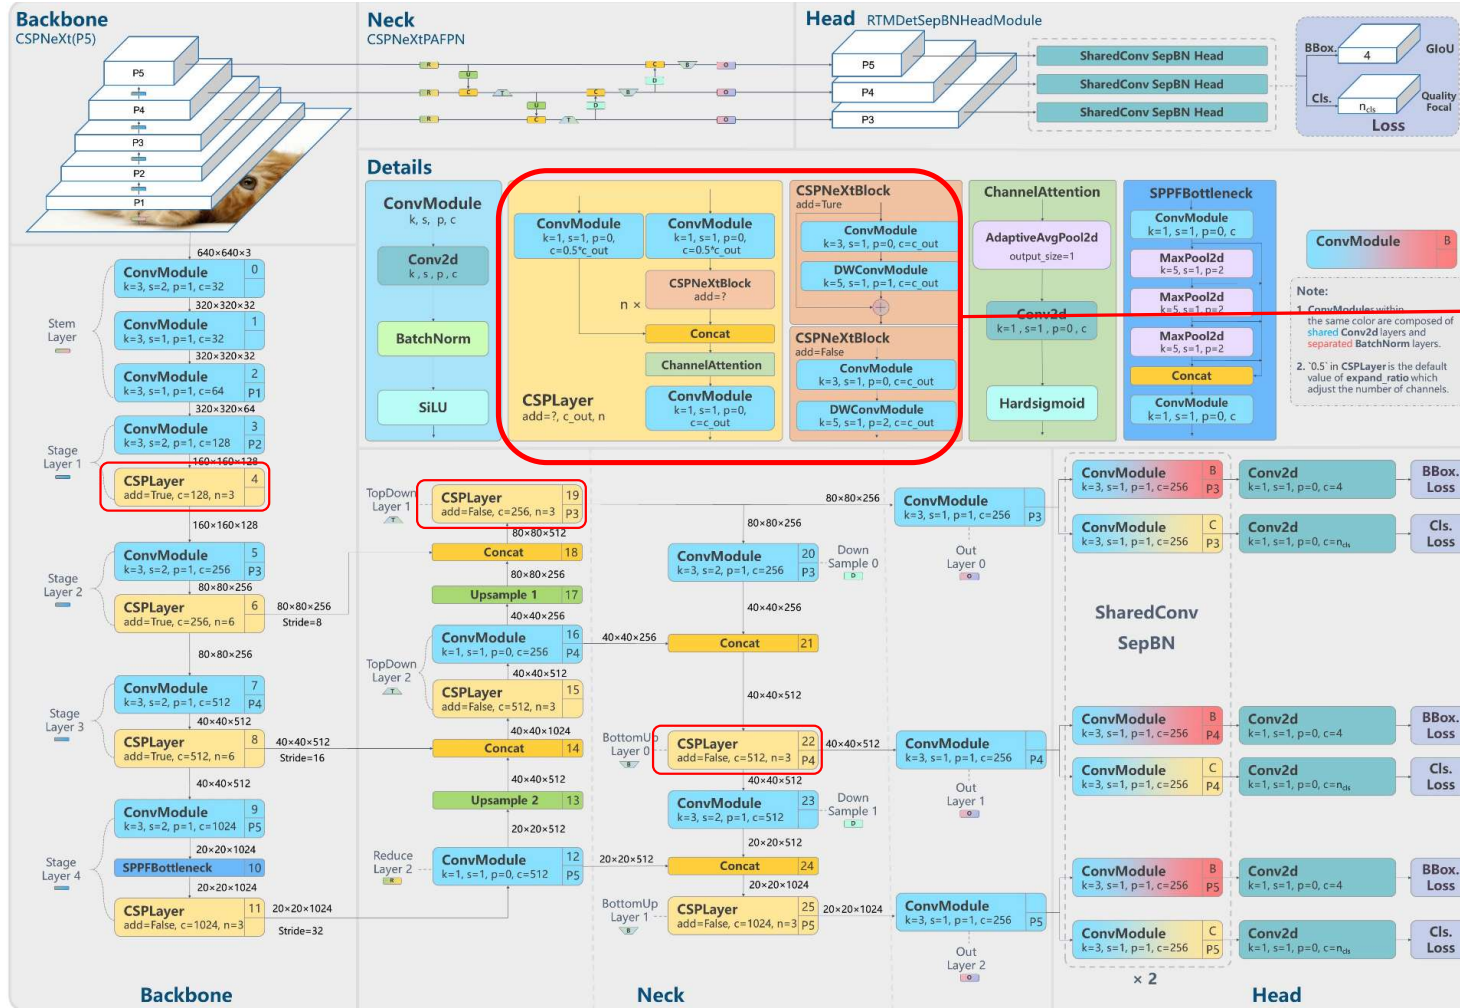 Backbone
CSPNeXt(P5)
P5
P4
P3
P2
P1
Neck
CSPNeXtPAFPN
R
U
C
T
C
D
B
O
R
C
T
U
C
D
B
O
R
C
T
O
Head RTMDetSepBNHeadModule
P5
P4
P3
SharedConv SepBN Head
SharedConv SepBN Head
SharedConv SepBN Head
BBox.
4
GIoU
Cls.
n_cls
Quality
Focal
Loss
Details
ConvModule
k, s, p, c
Conv2d
k, s, p, c
BatchNorm
SiLU
ConvModule
k=1, s=1, p=0,
c=0.5*c_out
ConvModule
k=1, s=1, p=0,
c=0.5*c_out
n ×
CSPNeXtBlock
add=?
Concat
ChannelAttention
ConvModule
k=1, s=1, p=0,
c=c_out
CSPLayer
add=?, c_out, n
CSPNeXtBlock
add=Ture
ConvModule
k=3, s=1, p=0, c=c_out
DWConvModule
k=5, s=1, p=1, c=c_out
CSPNeXtBlock
add=False
ConvModule
k=3, s=1, p=0, c=c_out
DWConvModule
k=5, s=1, p=2, c=c_out
ChannelAttention
AdaptiveAvgPool2d
output_size=1
Conv2d
k=1, s=1, p=0, c
Hardsigmoid
SPPFBottleneck
ConvModule
k=1, s=1, p=0, c
MaxPool2d
k=5, s=1, p=2
MaxPool2d
k=5, s=1, p=2
MaxPool2d
k=5, s=1, p=2
Concat
ConvModule
k=1, s=1, p=0, c
ConvModule
B
Note:
1. ConvModules within
the same color are composed of
shared Conv2d layers and
separated BatchNorm layers.
2. `0.5` in CSPLayer is the default
value of expand_ratio which
adjust the number of channels.
640×640×3
Stem
Layer
ConvModule 0
k=3, s=2, p=1, c=32
320×320×32
ConvModule 1
k=3, s=1, p=1, c=32
320×320×32
ConvModule 2
k=3, s=1, p=1, c=64 P1
320×320×64
Stage
Layer 1
ConvModule 3
k=3, s=2, p=1, c=128 P2
160×160×128
CSPLayer 4
add=True, c=128, n=3
160×160×128
Stage
Layer 2
ConvModule 5
k=3, s=2, p=1, c=256 P3
80×80×256
CSPLayer 6
add=True, c=256, n=6
80×80×256
Stride=8
80×80×256
Stage
Layer 3
ConvModule 7
k=3, s=2, p=1, c=512 P4
40×40×512
CSPLayer 8
add=True, c=512, n=6
40×40×512
Stride=16
40×40×512
Stage
Layer 4
ConvModule 9
k=3, s=2, p=1, c=1024 P5
20×20×1024
SPPFBottleneck 10
20×20×1024
CSPLayer 11
add=False, c=1024, n=3
20×20×1024
Stride=32
Backbone
TopDown
Layer 1
T
CSPLayer 19
add=False, c=256, n=3 P3
80×80×512
Concat 18
80×80×256
Upsample 1 17
40×40×256
TopDown
Layer 2
T
ConvModule 16
k=1, s=1, p=0, c=256 P4
40×40×512
CSPLayer 15
add=False, c=512, n=3
40×40×1024
Concat 14
40×40×512
Upsample 2 13
20×20×512
Reduce
Layer 2
R
ConvModule 12
k=1, s=1, p=0, c=512 P5
80×80×256
80×80×256
ConvModule 20
k=3, s=2, p=1, c=256 P3
Down
Sample 0
D
40×40×256
40×40×256
Concat 21
40×40×512
BottomUp
Layer 0
B
CSPLayer 22
add=False, c=512, n=3 P4
40×40×512
40×40×512
ConvModule 23
k=3, s=2, p=1, c=512
Down
Sample 1
D
20×20×512
20×20×512
Concat 24
20×20×1024
BottomUp
Layer 1
B
CSPLayer 25
add=False, c=1024, n=3 P5
20×20×1024
Neck
ConvModule
k=3, s=1, p=1, c=256 P3
Out
Layer 0
O
ConvModule
k=3, s=1, p=1, c=256 P4
Out
Layer 1
O
ConvModule
k=3, s=1, p=1, c=256 P5
Out
Layer 2
O
ConvModule B
k=3, s=1, p=1, c=256 P3
Conv2d
k=1, s=1, p=0, c=4
BBox.
Loss
ConvModule C
k=3, s=1, p=1, c=256 P3
Conv2d
k=1, s=1, p=0, c=n_cls
Cls.
Loss
SharedConv
SepBN
ConvModule B
k=3, s=1, p=1, c=256 P4
Conv2d
k=1, s=1, p=0, c=4
BBox.
Loss
ConvModule C
k=3, s=1, p=1, c=256 P4
Conv2d
k=1, s=1, p=0, c=n_cls
Cls.
Loss
ConvModule B
k=3, s=1, p=1, c=256 P5
Conv2d
k=1, s=1, p=0, c=4
BBox.
Loss
ConvModule C
k=3, s=1, p=1, c=256 P5
Conv2d
k=1, s=1, p=0, c=n_cls
Cls.
Loss
× 2
Head